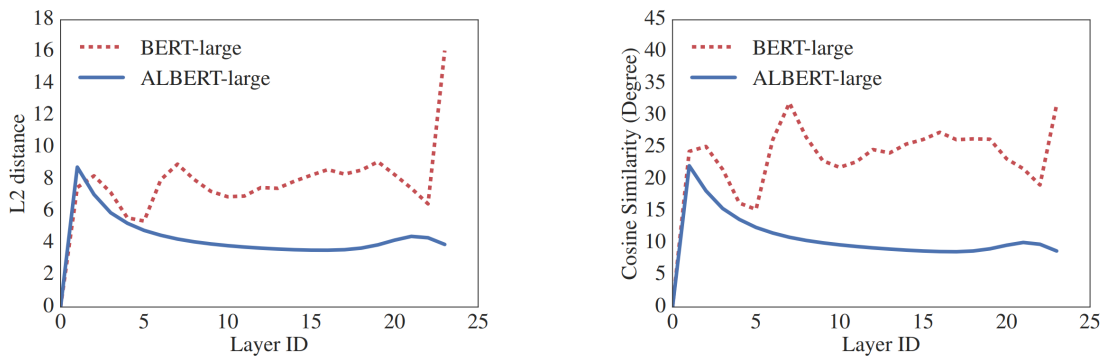 18
16
14
12
10
8
6
4
2
0
L2 distance
BERT-large
ALBERT-large
0 5 10 15 20 25
Layer ID
45
40
35
30
25
20
15
10
5
0
Cosine Similarity (Degree)
BERT-large
ALBERT-large
0 5 10 15 20 25
Layer ID